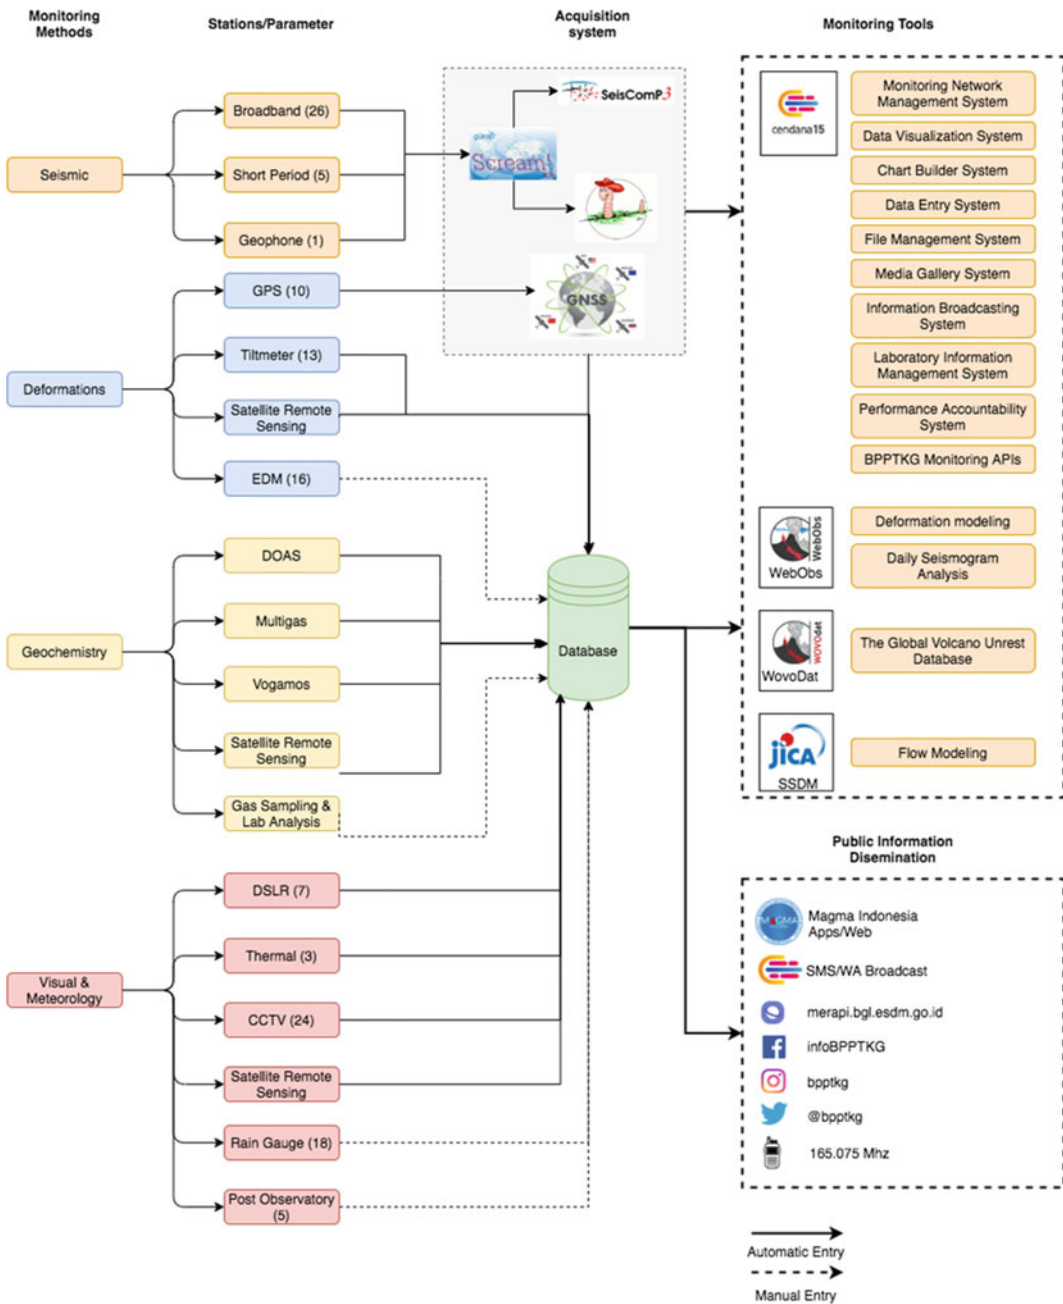 Monitoring
Methods
Stations/Parameter
Acquisition
system
Monitoring Tools
Seismic
Broadband (26)
Short Period (5)
Geophone (1)
Deformations
GPS (10)
Tiltmeter (13)
Satellite Remote
Sensing
EDM (16)
Geochemistry
DOAS
Multigas
Vogamos
Satellite Remote
Sensing
Gas Sampling &
Lab Analysis
Visual &
Meteorology
DSLR (7)
Thermal (3)
CCTV (24)
Satellite Remote
Sensing
Rain Gauge (18)
Post Observatory
(5)
SeisComP3
Scream!
GNSS
Database
cendana15
Monitoring Network
Management System
Data Visualization System
Chart Builder System
Data Entry System
File Management System
Media Gallery System
Information Broadcasting
System
Laboratory Information
Management System
Performance Accountability
System
BPPTKG Monitoring APIs
WebObs
WebObs
Deformation modeling
Daily Seismogram
Analysis
WOVOdat
WovoDat
The Global Volcano Unrest
Database
JICA
SSDM
Flow Modeling
Public Information
Disemination
MAGMA
Magma Indonesia
Apps/Web
SMS/WA Broadcast
merapi.bgl.esdm.go.id
infoBPPTKG
bpptkg
@bpptkg
165.075 Mhz
Automatic Entry
Manual Entry